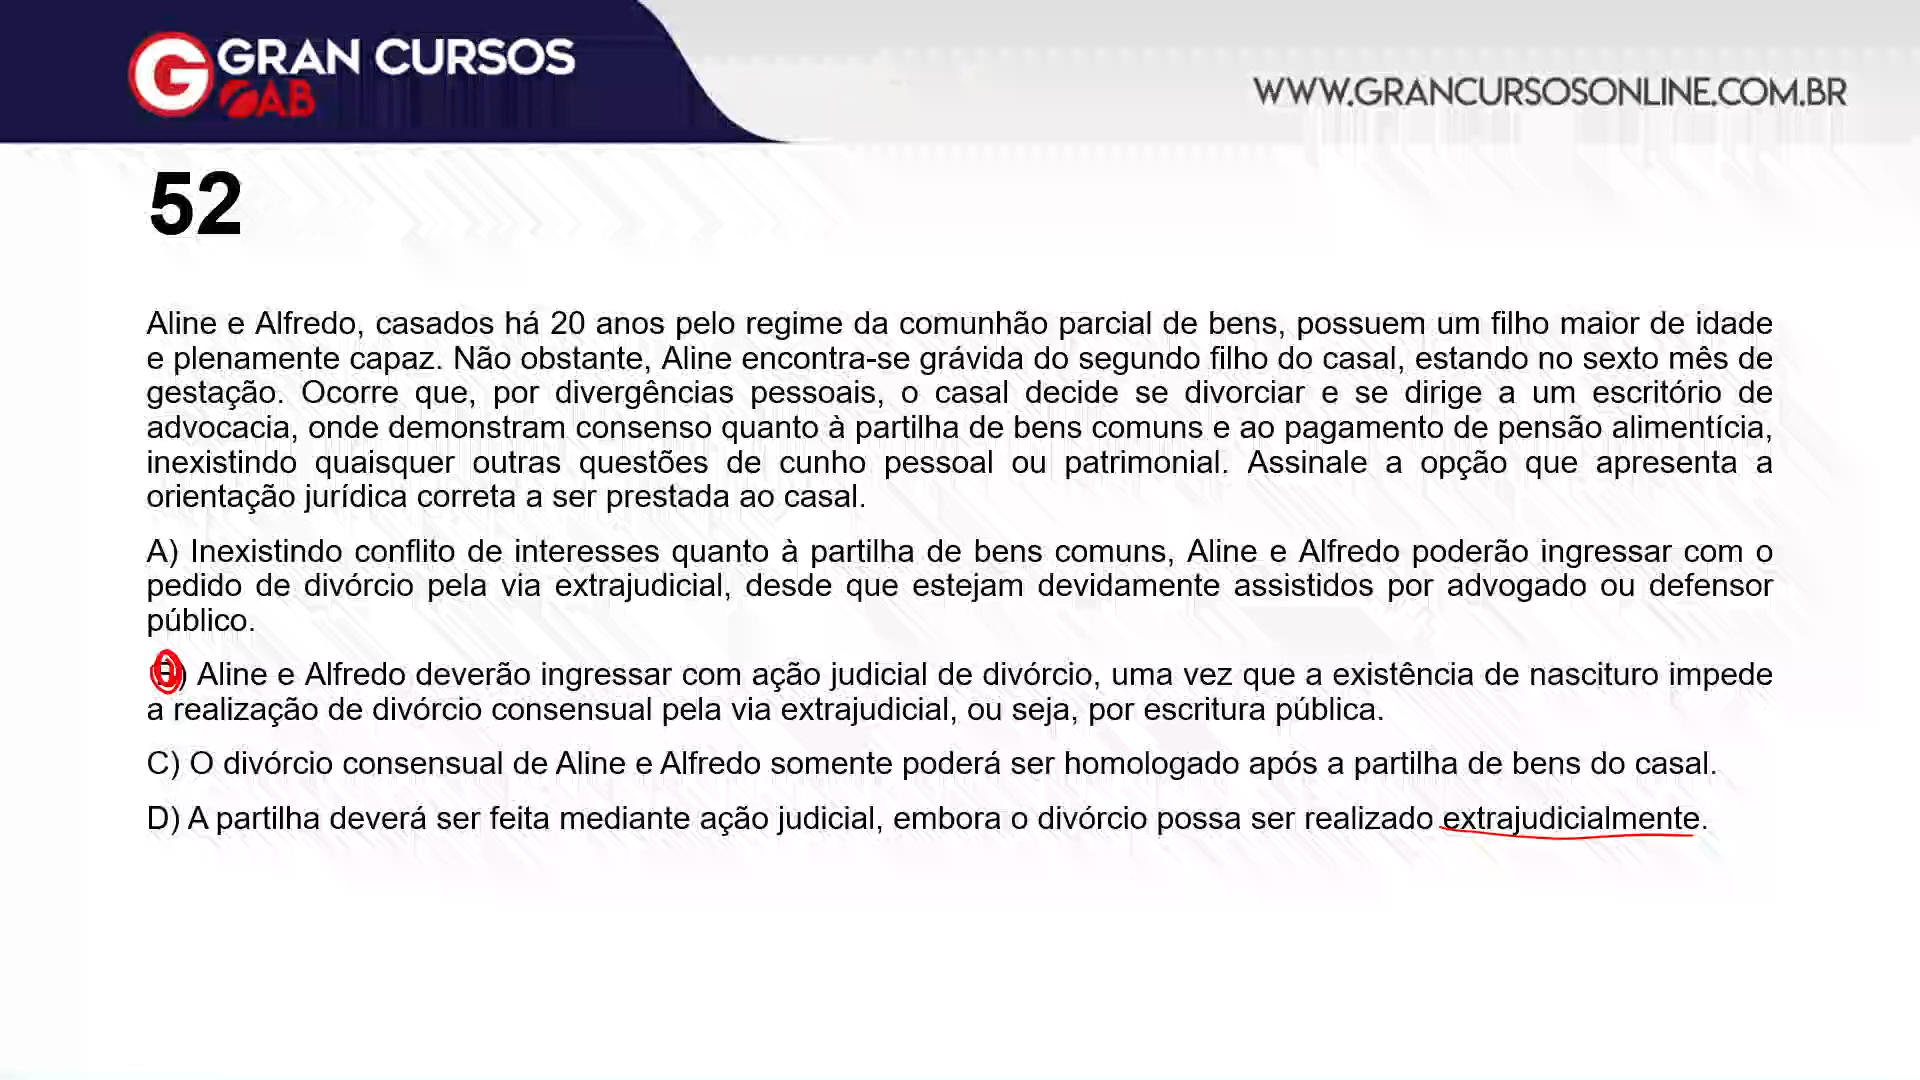 GRAN CURSOS
OAB
WWW.GRANCURSOSONLINE.COM.BR
52
Aline e Alfredo, casados há 20 anos pelo regime da comunhão parcial de bens, possuem um filho maior de idade
e plenamente capaz. Não obstante, Aline encontra-se grávida do segundo filho do casal, estando no sexto mês de
gestação. Ocorre que, por divergências pessoais, o casal decide se divorciar e se dirige a um escritório de
advocacia, onde demonstram consenso quanto à partilha de bens comuns e ao pagamento de pensão alimentícia,
inexistindo quaisquer outras questões de cunho pessoal ou patrimonial. Assinale a opção que apresenta a
orientação jurídica correta a ser prestada ao casal.
A) Inexistindo conflito de interesses quanto à partilha de bens comuns, Aline e Alfredo poderão ingressar com o
pedido de divórcio pela via extrajudicial, desde que estejam devidamente assistidos por advogado ou defensor
público.
B) Aline e Alfredo deverão ingressar com ação judicial de divórcio, uma vez que a existência de nascituro impede
a realização de divórcio consensual pela via extrajudicial, ou seja, por escritura pública.
C) O divórcio consensual de Aline e Alfredo somente poderá ser homologado após a partilha de bens do casal.
D) A partilha deverá ser feita mediante ação judicial, embora o divórcio possa ser realizado extrajudicialmente.